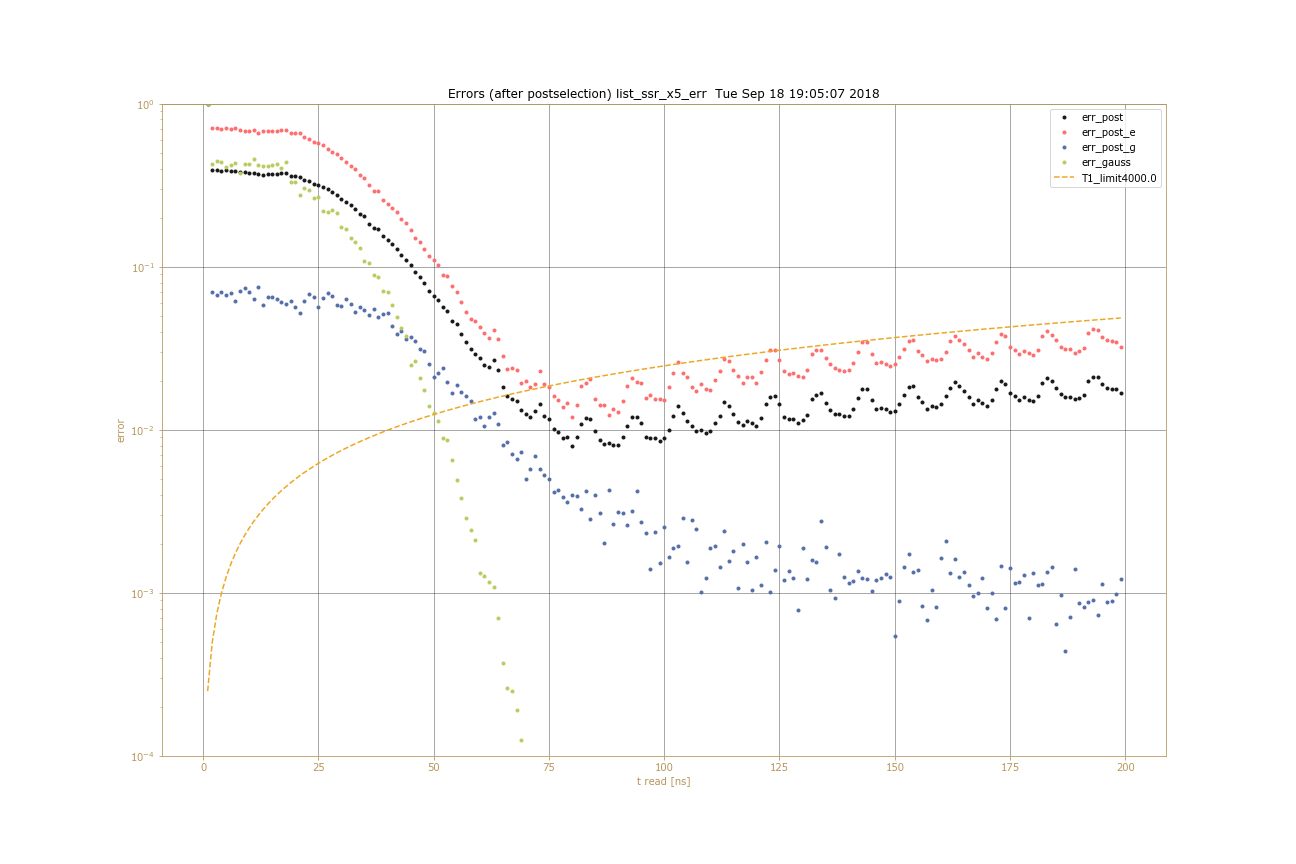 Errors (after postselection) list_ssr_x5_err  Tue Sep 18 19:05:07 2018
err_post
err_post_e
err_post_g
err_gauss
T1_limit4000.0
10⁰
10⁻¹
10⁻²
10⁻³
10⁻⁴
error
0 25 50 75 100 125 150 175 200
t read [ns]